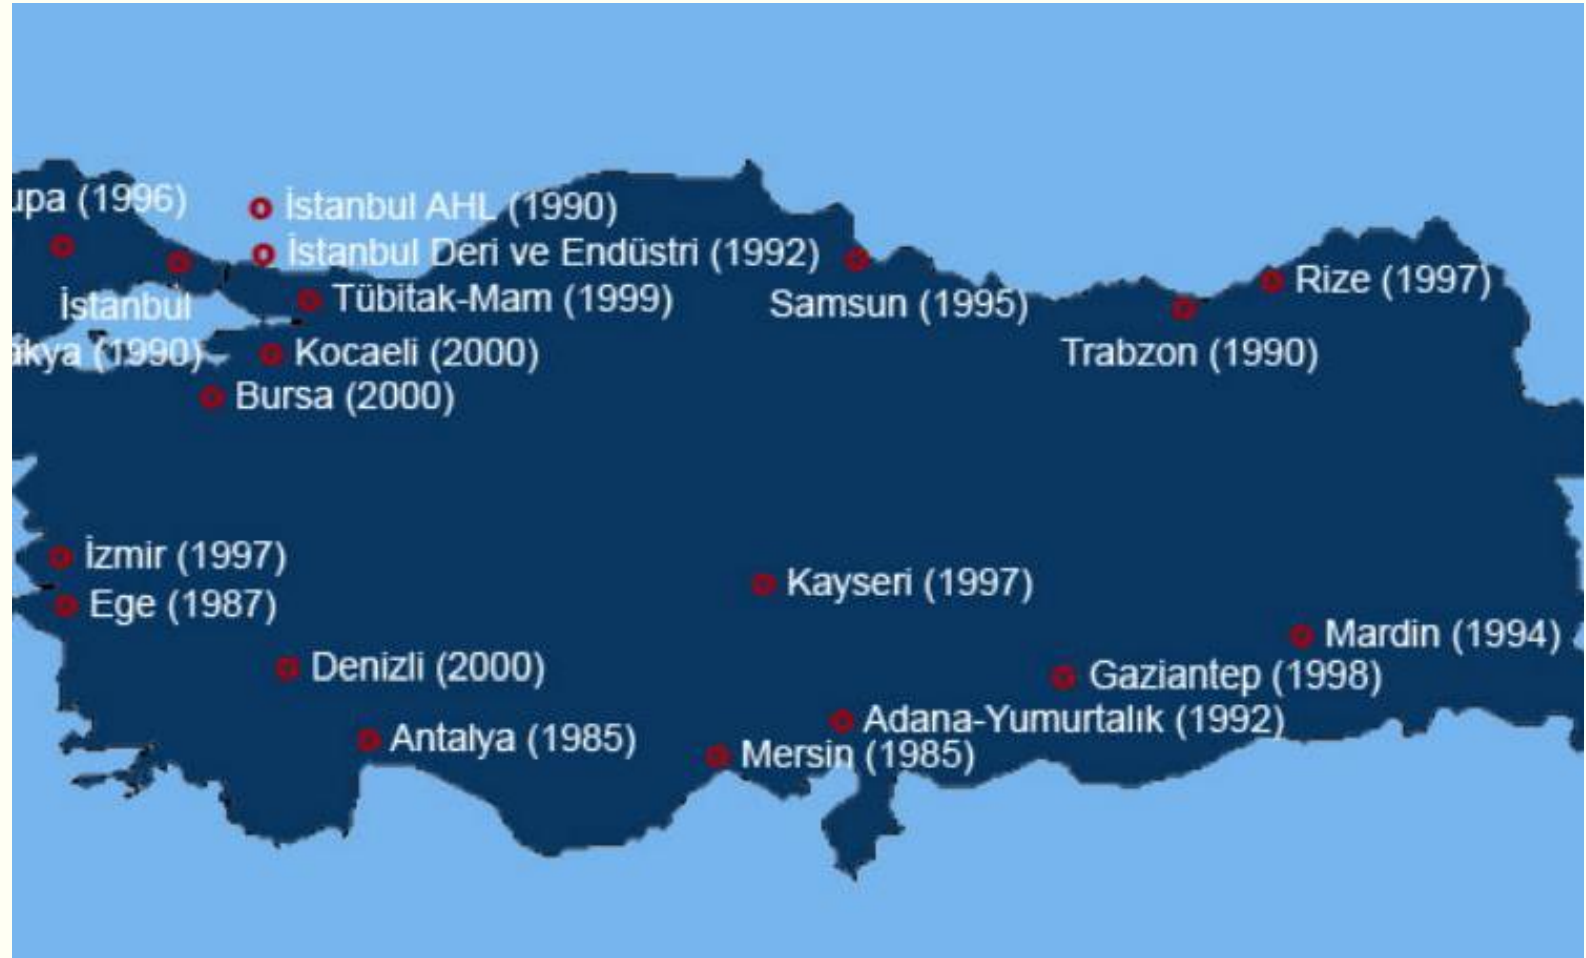 upa (1996)
İstanbul AHL (1990)
İstanbul Deri ve Endüstri (1992)
İstanbul
akya (1990)
Tübitak-Mam (1999)
Kocaeli (2000)
Bursa (2000)
Samsun (1995)
Rize (1997)
Trabzon (1990)
İzmir (1997)
Ege (1987)
Kayseri (1997)
Denizli (2000)
Mardin (1994)
Gaziantep (1998)
Adana-Yumurtalık (1992)
Antalya (1985)
Mersin (1985)